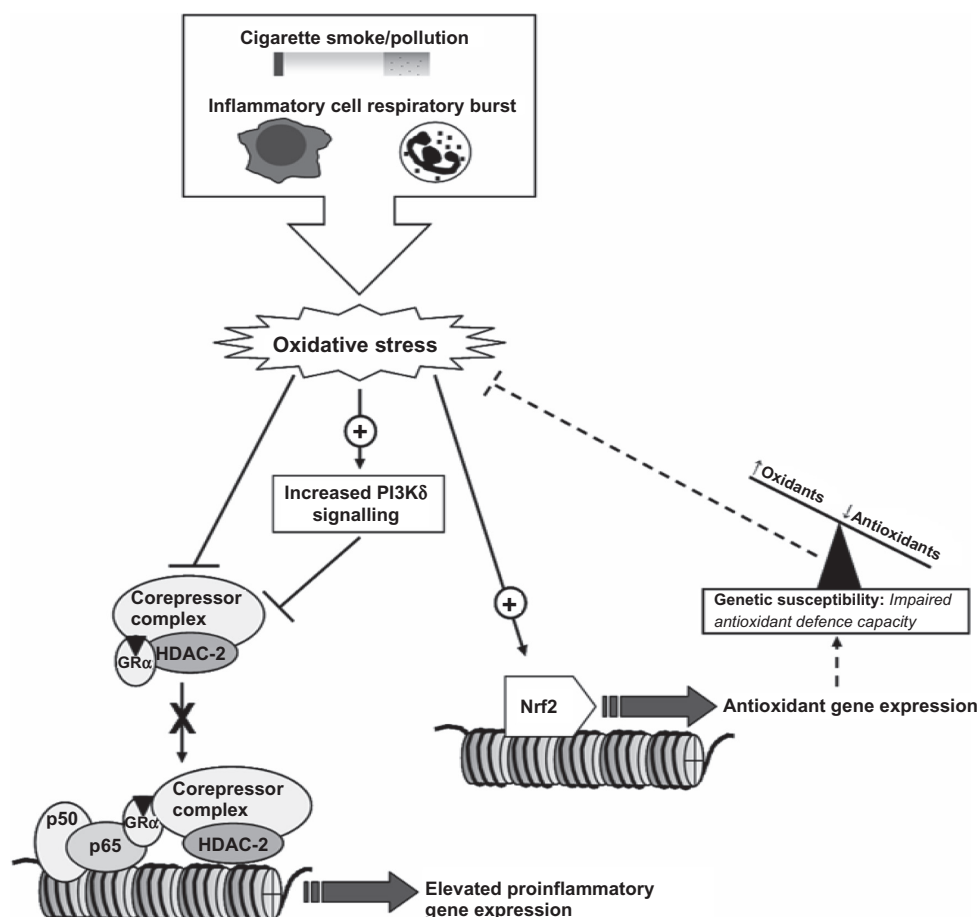 Cigarette smoke/pollution
Inflammatory cell respiratory burst
Oxidative stress
+
Increased PI3Kδ
signalling
↑Oxidants
↓Antioxidants
Genetic susceptibility: Impaired
antioxidant defence capacity
+
Corepressor
complex
GRα
HDAC-2
X
Nrf2
Antioxidant gene expression
Corepressor
complex
p50
GRα
p65
HDAC-2
Elevated proinflammatory
gene expression